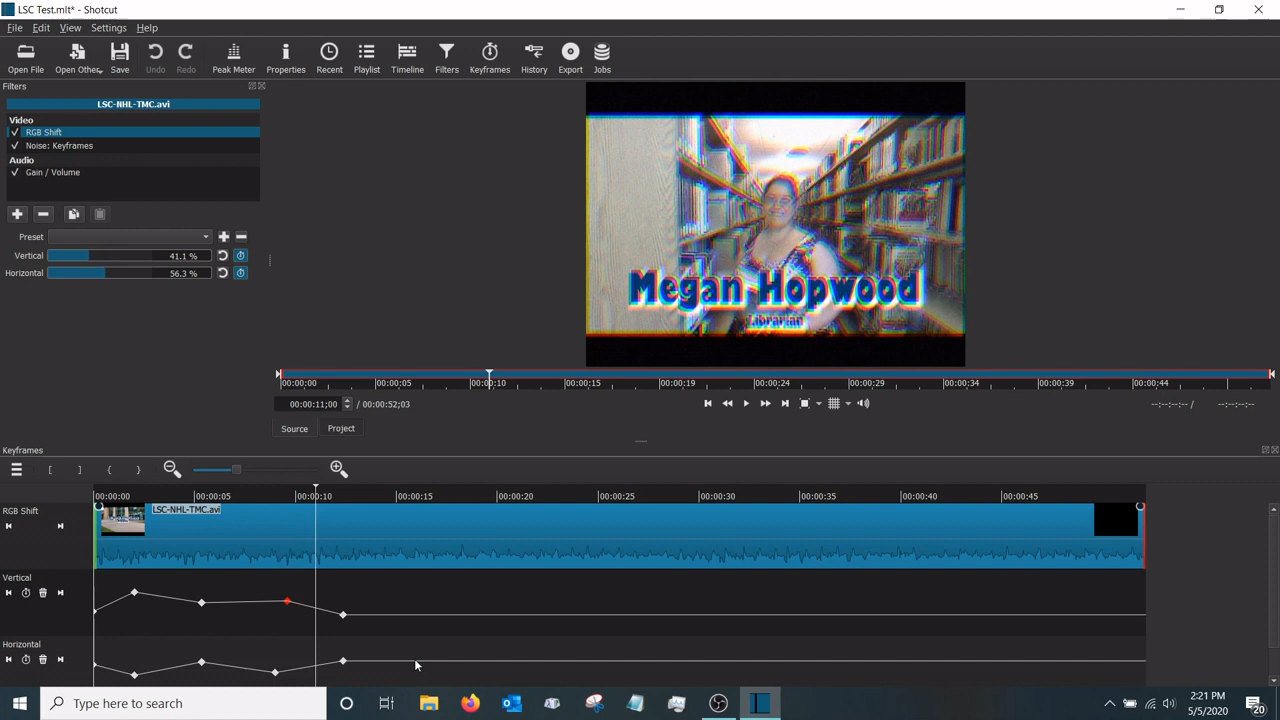 LSC Test.mlt* - Shotcut
File Edit View Settings Help
Open File Open Other.. Save Undo Redo Peak Meter Properties Recent Playlist Timeline Filters Keyframes History Export Jobs
Filters
LSC-NHL-TMC.avi
Video
RGB Shift
Noise: Keyframes
Audio
Gain / Volume
Preset
Vertical 41.1 %
Horizontal 56.3 %
Megan Hopwood
Librarian
00:00:00 00:00:05 00:00:10 00:00:15 00:00:19 00:00:24 00:00:29 00:00:34 00:00:39 00:00:44
00:00:11;00 / 00:00:52;03
--:--:--:-- / --:--:--:--
Source Project
Keyframes
00:00:00 00:00:05 00:00:10 00:00:15 00:00:20 00:00:25 00:00:30 00:00:35 00:00:40 00:00:45
RGB Shift
LSC-NHL-TMC.avi
Vertical
Horizontal
Type here to search
2:21 PM
5/5/2020
20